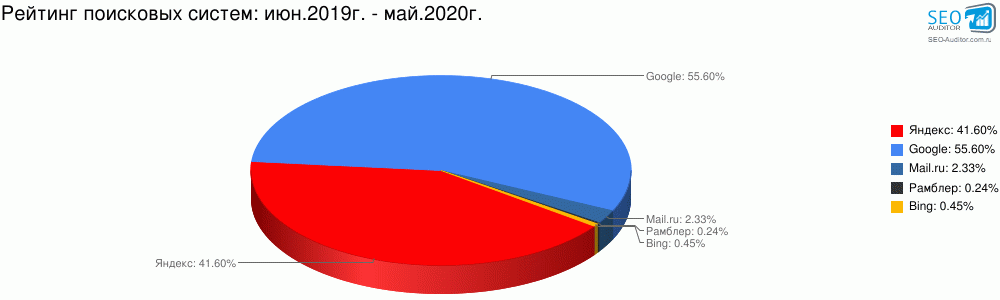 Рейтинг поисковых систем: июн.2019г. - май.2020г.
SEO
AUDITOR
SEO-Auditor.com.ru
Google: 55.60%
Яндекс: 41.60%
Google: 55.60%
Mail.ru: 2.33%
Рамблер: 0.24%
Bing: 0.45%
Mail.ru: 2.33%
Рамблер: 0.24%
Bing: 0.45%
Яндекс: 41.60%